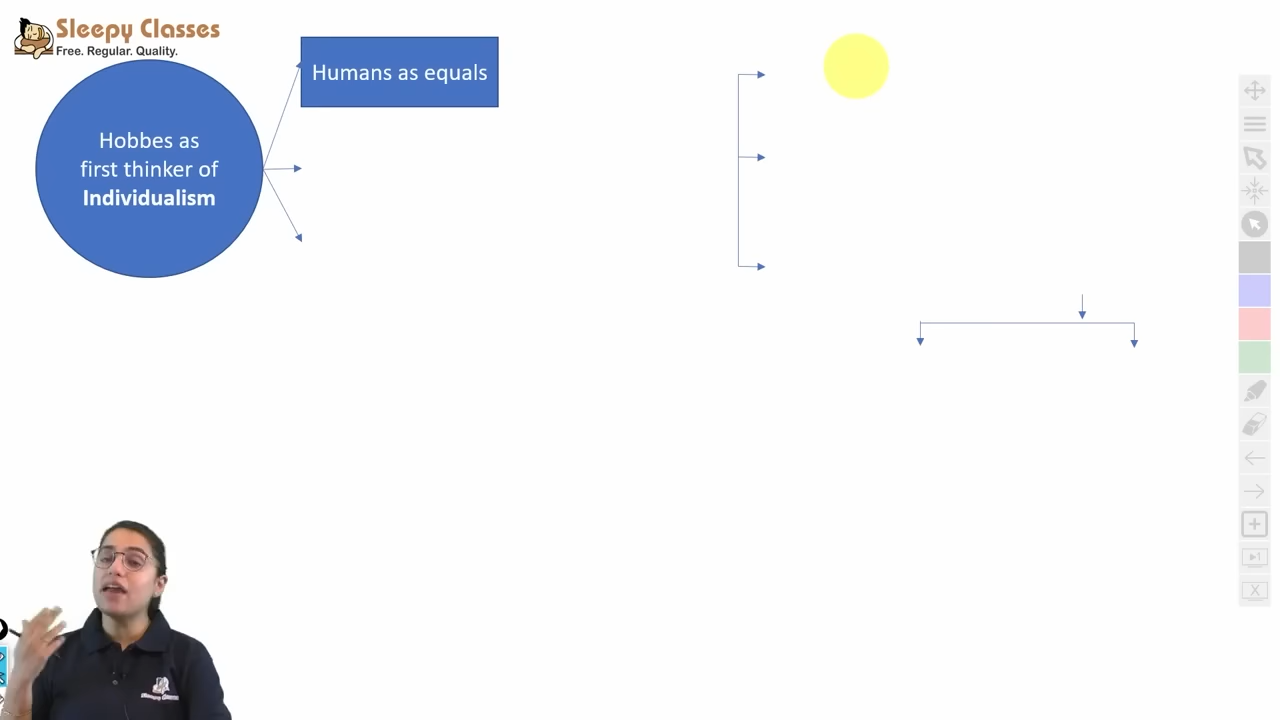 Sleepy Classes
Free. Regular. Quality.
Humans as equals
Hobbes as
first thinker of
Individualism